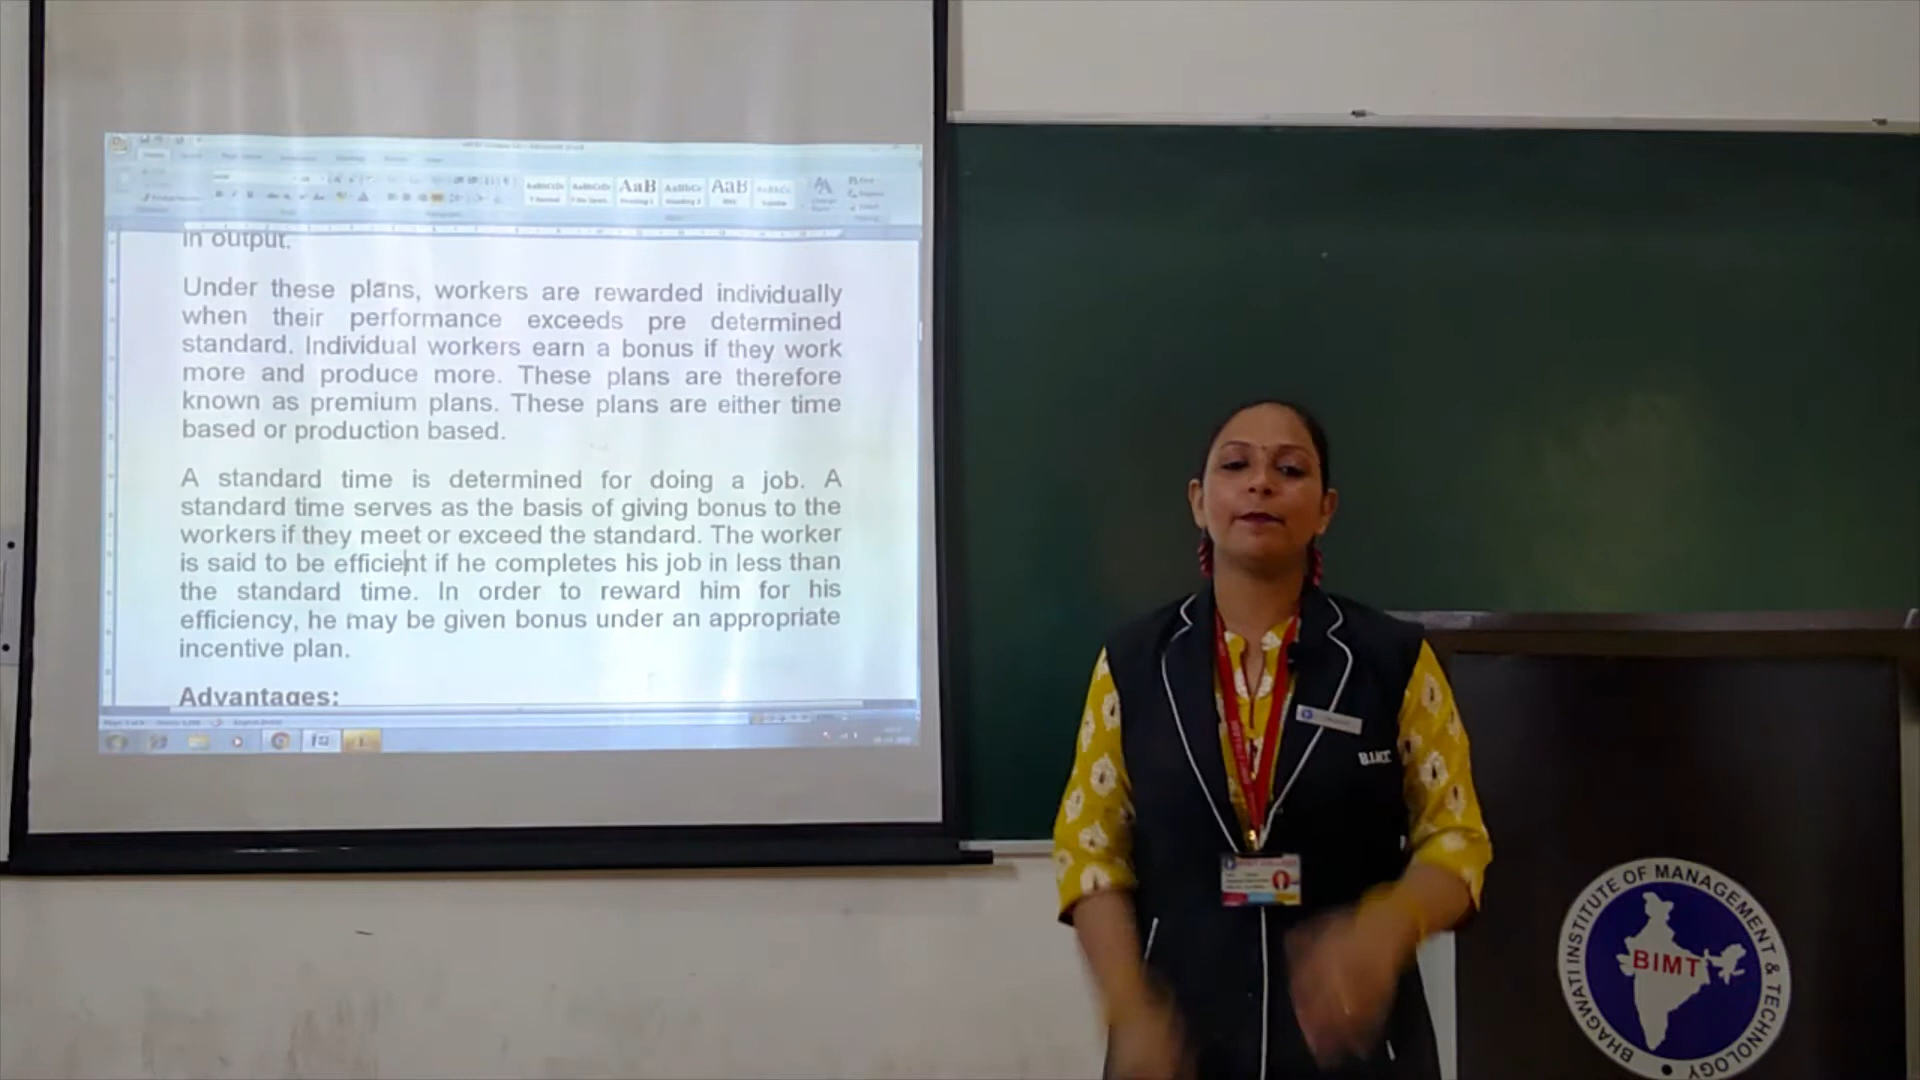 AaBbCcDc AaBbCcDc AaB AaBbCc AaB AaBbCc
in output.
Under these plans, workers are rewarded individually
when their performance exceeds pre determined
standard. Individual workers earn a bonus if they work
more and produce more. These plans are therefore
known as premium plans. These plans are either time
based or production based.
A standard time is determined for doing a job. A
standard time serves as the basis of giving bonus to the
workers if they meet or exceed the standard. The worker
is said to be efficient if he completes his job in less than
the standard time. In order to reward him for his
efficiency, he may be given bonus under an appropriate
incentive plan.
Advantages:
BHAGWATI INSTITUTE OF MANAGEMENT & TECHNOLOGY
BIMT